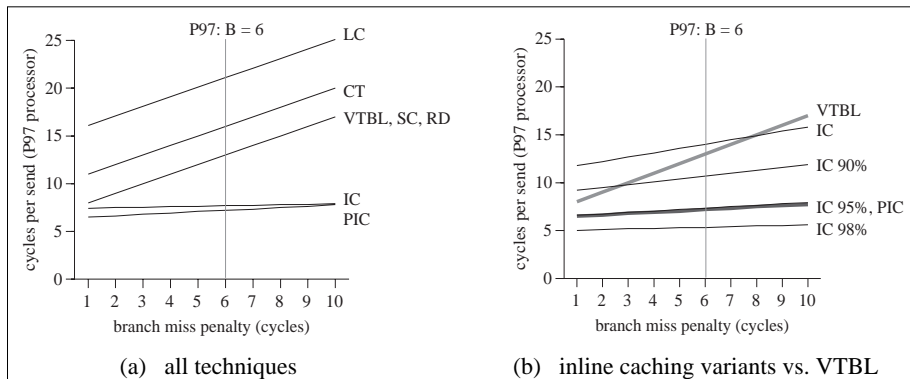 P97: B = 6
cycles per send (P97 processor)
25
20
15
10
5
0
LC
CT
VTBL, SC, RD
IC
PIC
1 2 3 4 5 6 7 8 9 10
branch miss penalty (cycles)
(a) all techniques
P97: B = 6
cycles per send (P97 processor)
25
20
15
10
5
0
VTBL
IC
IC 90%
IC 95%, PIC
IC 98%
1 2 3 4 5 6 7 8 9 10
branch miss penalty (cycles)
(b) inline caching variants vs. VTBL